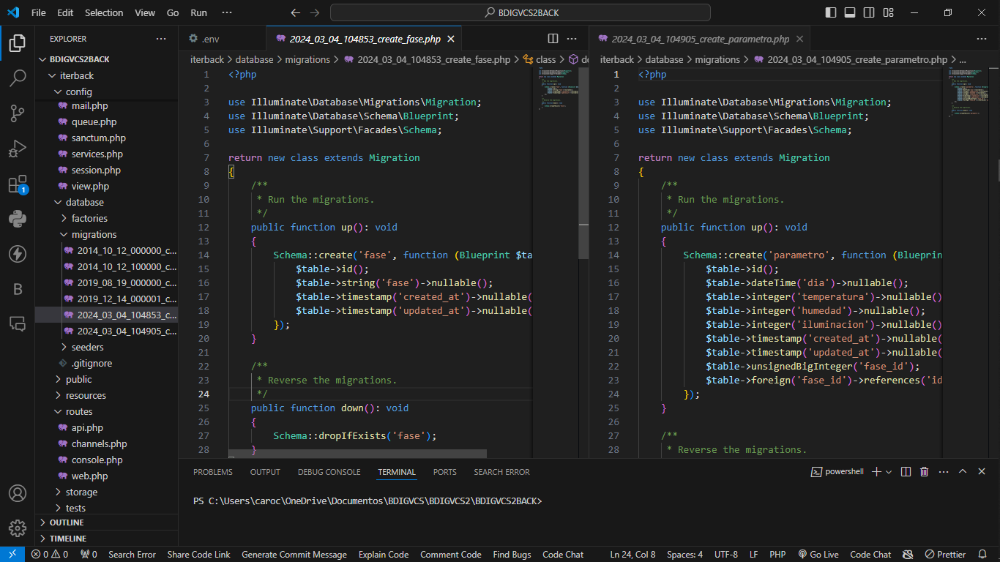 File Edit Selection View Go Run ···
BDIGVCS2BACK
EXPLORER
BDIGVCS2BACK
iterback
config
mail.php
queue.php
sanctum.php
services.php
session.php
view.php
database
factories
migrations
2014_10_12_000000_c...
2014_10_12_100000_c...
2019_08_19_000000_c...
2019_12_14_000001_c...
2024_03_04_104853_c...
2024_03_04_104905_c...
seeders
.gitignore
public
resources
routes
api.php
channels.php
console.php
web.php
storage
tests
OUTLINE
TIMELINE
B
1
.env
2024_03_04_104853_create_fase.php
iterback > database > migrations > 2024_03_04_104853_create_fase.php > class > do
1 <?php
2
3 use Illuminate\Database\Migrations\Migration;
4 use Illuminate\Database\Schema\Blueprint;
5 use Illuminate\Support\Facades\Schema;
6
7 return new class extends Migration
8 {
9 /**
10 * Run the migrations.
11 */
12 public function up(): void
13 {
14 Schema::create('fase', function (Blueprint $ta
15 $table->id();
16 $table->string('fase')->nullable();
17 $table->timestamp('created_at')->nullable(
18 $table->timestamp('updated_at')->nullable(
19 });
20 }
21
22 /**
23 * Reverse the migrations.
24 */
25 public function down(): void
26 {
27 Schema::dropIfExists('fase');
28 }
2024_03_04_104905_create_parametro.php
iterback > database > migrations > 2024_03_04_104905_create_parametro.php > ...
1 <?php
2
3 use Illuminate\Database\Migrations\Migration;
4 use Illuminate\Database\Schema\Blueprint;
5 use Illuminate\Support\Facades\Schema;
6
7 return new class extends Migration
8 {
9 /**
10 * Run the migrations.
11 */
12 public function up(): void
13 {
14 Schema::create('parametro', function (Blueprin
15 $table->id();
16 $table->dateTime('dia')->nullable();
17 $table->integer('temperatura')->nullable()
18 $table->integer('humedad')->nullable();
19 $table->integer('iluminacion')->nullable()
20 $table->timestamp('created_at')->nullable(
21 $table->timestamp('updated_at')->nullable(
22 $table->unsignedBigInteger('fase_id');
23 $table->foreign('fase_id')->references('id
24 });
25 }
26
27 /**
28 * Reverse the migrations.
PROBLEMS OUTPUT DEBUG CONSOLE TERMINAL PORTS SEARCH ERROR
powershell
PS C:\Users\caroc\OneDrive\Documentos\BDIGVCS\BDIGVCS2\BDIGVCS2BACK>
0 0 0 Search Error Share Code Link Generate Commit Message Explain Code Comment Code Find Bugs Code Chat Ln 24, Col 8 Spaces: 4 UTF-8 LF PHP Go Live Code Chat Prettier